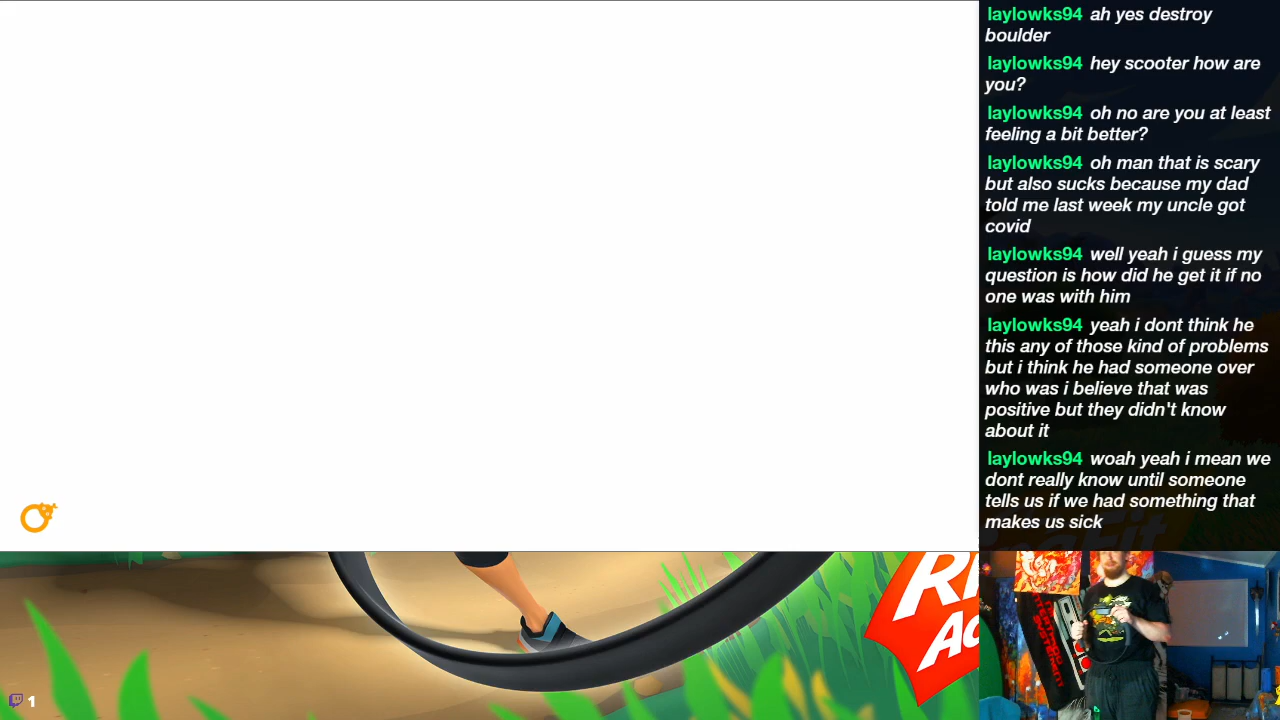 laylowks94 ah yes destroy
boulder
laylowks94 hey scooter how are
you?
laylowks94 oh no are you at least
feeling a bit better?
laylowks94 oh man that is scary
but also sucks because my dad
told me last week my uncle got
covid
laylowks94 well yeah i guess my
question is how did he get it if no
one was with him
laylowks94 yeah i dont think he
this any of those kind of problems
but i think he had someone over
who was i believe that was
positive but they didn't know
about it
laylowks94 woah yeah i mean we
dont really know until someone
tells us if we had something that
makes us sick
1